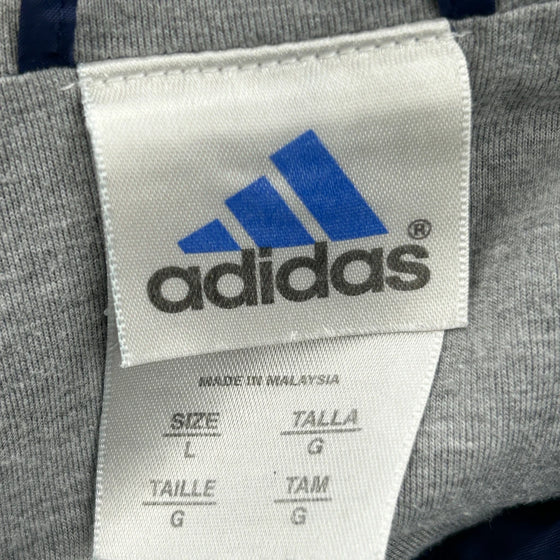 adidas®
MADE IN MALAYSIA
SIZE TALLA
L G
TAILLE TAM
G G